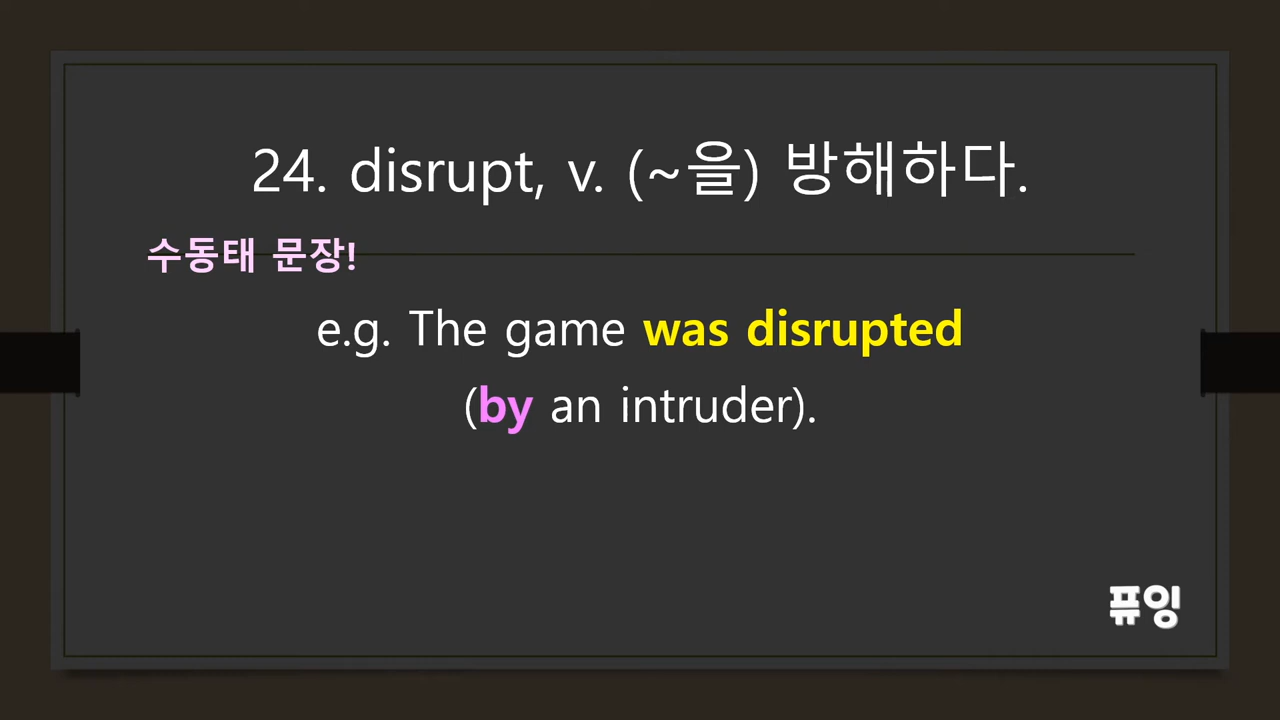 24. disrupt, v. (~을) 방해하다.
수동태 문장!
e.g. The game was disrupted
(by an intruder).
퓨잉